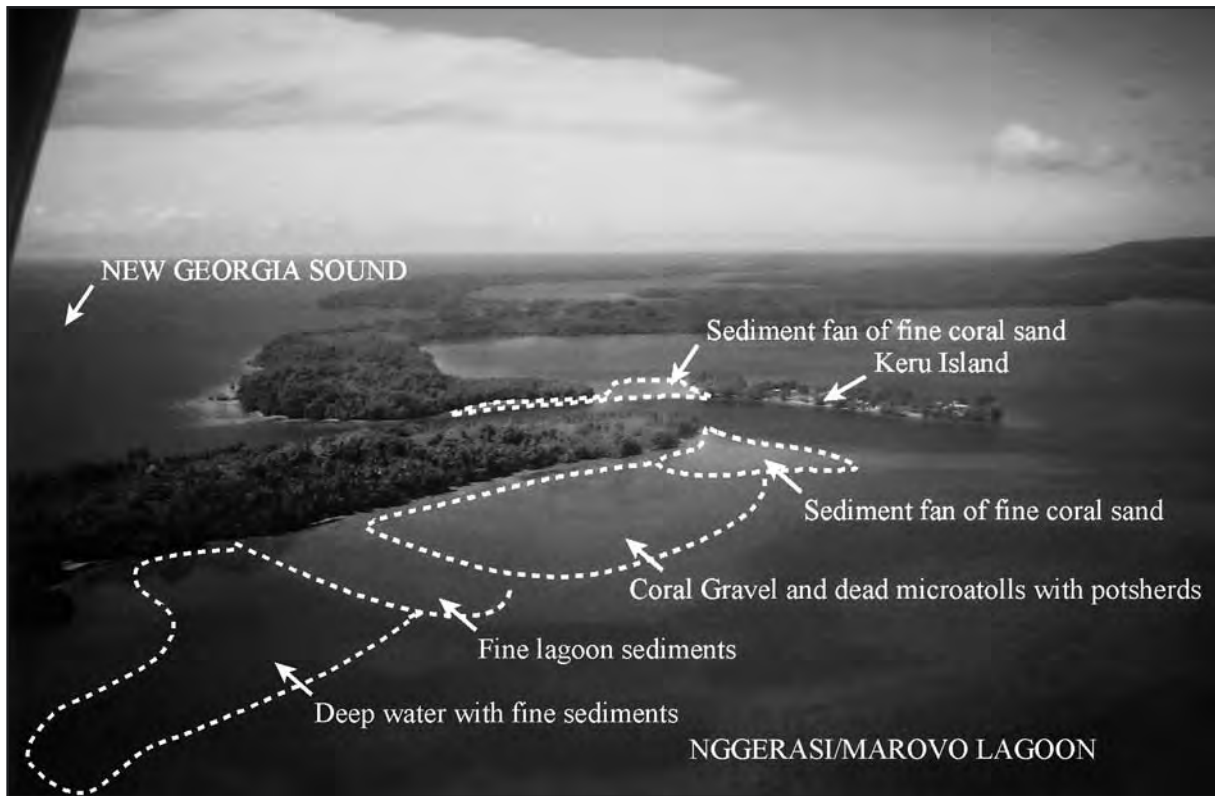 NEW GEORGIA SOUND
Sediment fan of fine coral sand
Keru Island
Sediment fan of fine coral sand
Coral Gravel and dead microatolls with potsherds
Fine lagoon sediments
Deep water with fine sediments
NGGERASI/MAROVO LAGOON